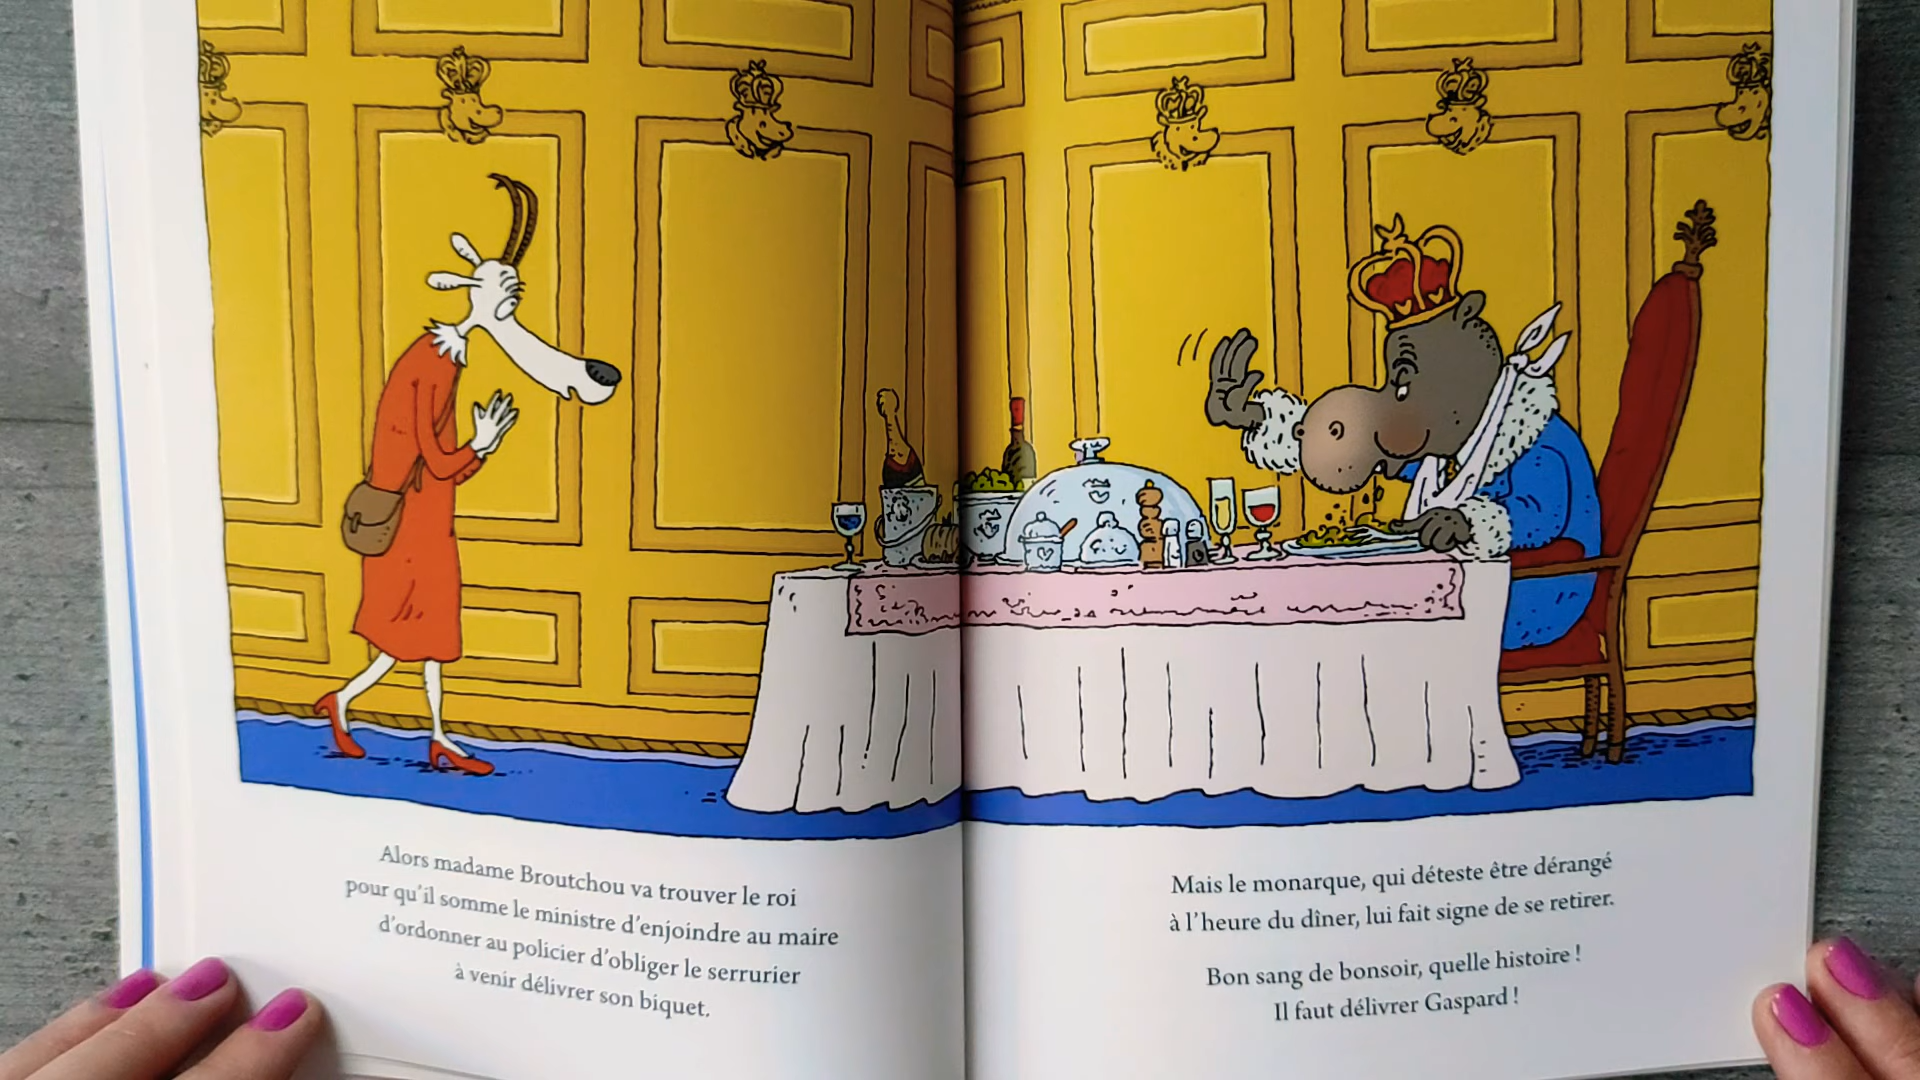 Alors madame Broutchou va trouver le roi
pour qu'il somme le ministre d'enjoindre au maire
d'ordonner au policier d'obliger le serrurier
à venir délivrer son biquet.
Mais le monarque, qui déteste être dérangé
à l'heure du dîner, lui fait signe de se retirer.
Bon sang de bonsoir, quelle histoire !
Il faut délivrer Gaspard !